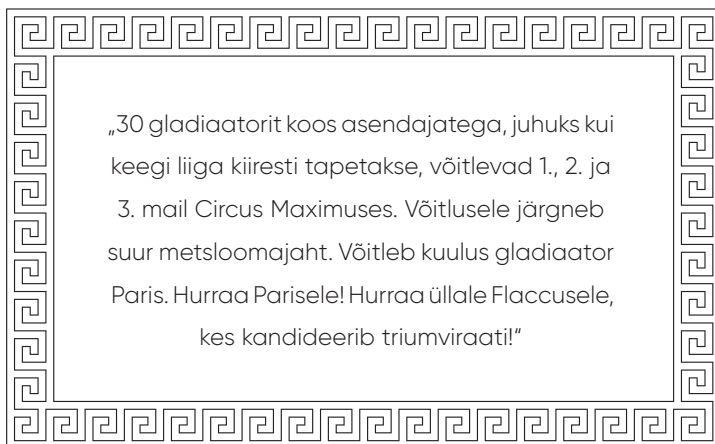 „30 gladiaatorit koos asendajatega, juhuks kui
keegi liiga kiiresti tapetakse, võitlevad 1., 2. ja
3. mail Circus Maximuses. Võitlusele järgneb
suur metsloomajaht. Võitleb kuulus gladiaator
Paris. Hurraa Parisele! Hurraa üllale Flaccusele,
kes kandideerib triumviraati!“